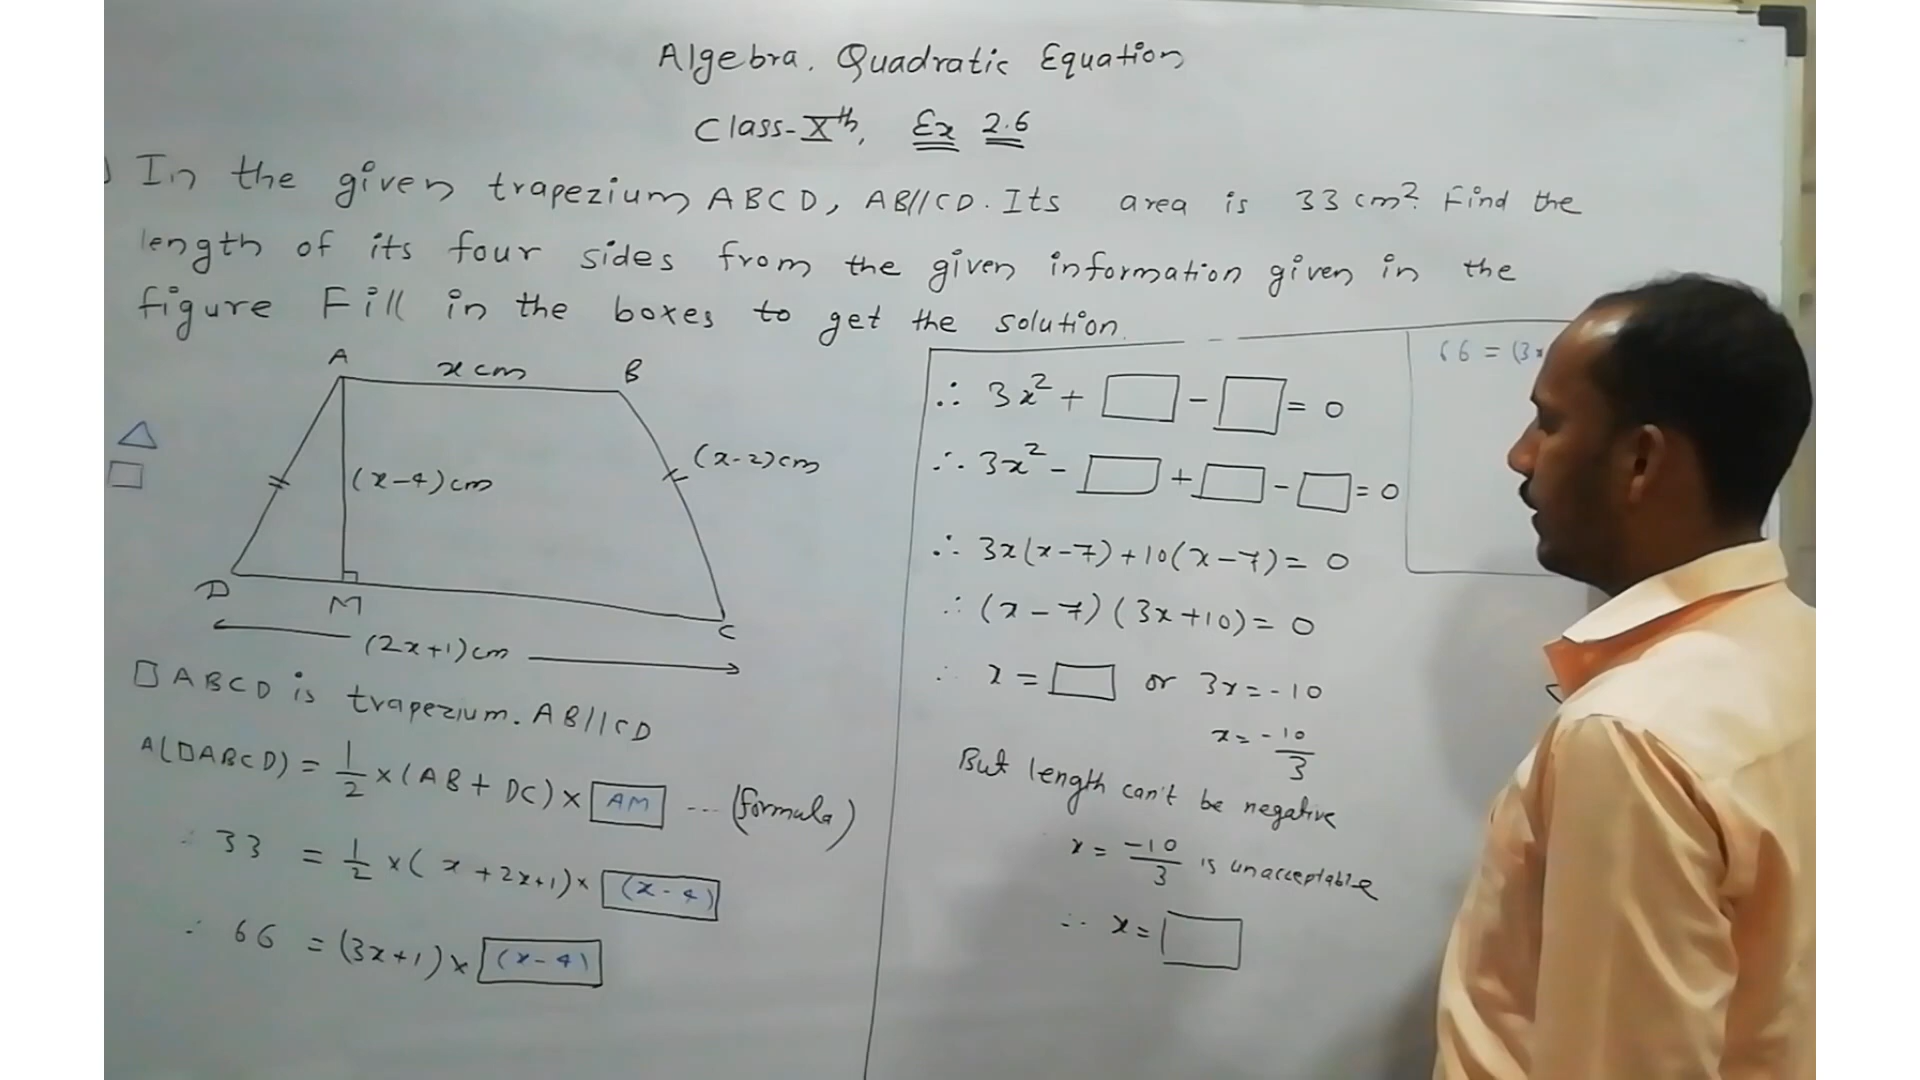 Algebra. Quadratic Equation
Class-Xth, Ex 2.6
In the given trapezium ABCD, AB//CD. Its area is 33 cm². Find the
length of its four sides from the given information given in the
figure Fill in the boxes to get the solution.
A x cm B
(x-4)cm
(x-2)cm
D M C
(2x+1)cm
□ABCD is trapezium. AB//CD
A(□ABCD) = 1/2 × (AB + DC) × AM ... (formula)
∴ 33 = 1/2 × (x + 2x+1) × (x-4)
∴ 66 = (3x+1) × (x-4)
∴ 3x² + □ - □ = 0
∴ 3x² - □ + □ - □ = 0
∴ 3x(x-7)+10(x-7) = 0
∴ (x-7)(3x+10) = 0
∴ x = □ or 3x = -10
x = -10/3
But length can't be negative
x = -10/3 is unacceptable
∴ x = □
66 = (3x